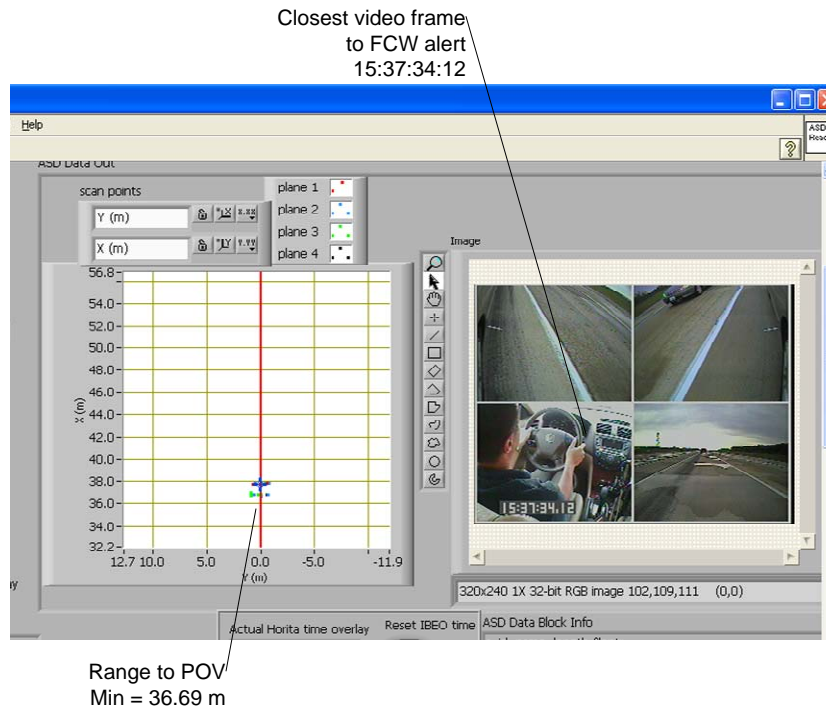 Closest video frame
to FCW alert
15:37:34:12
Help
ASD
ASD Data Out
scan points
Y (m)
X (m)
plane 1
plane 2
plane 3
plane 4
Image
56.8
54.0
52.0
50.0
48.0
46.0
44.0
42.0
40.0
38.0
36.0
34.0
32.2
X (m)
12.7 10.0 5.0 0.0 -5.0 -11.9
Y (m)
15:37:34.12
320x240 1X 32-bit RGB image 102,109,111 (0,0)
Actual Horita time overlay
Reset IBEO time
ASD Data Block Info
Range to POV
Min = 36.69 m